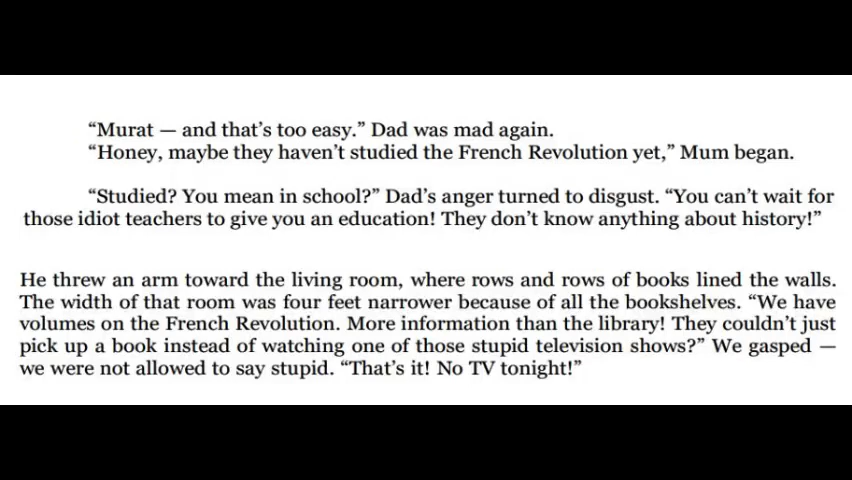 “Murat — and that’s too easy.” Dad was mad again.
“Honey, maybe they haven’t studied the French Revolution yet,” Mum began.
“Studied? You mean in school?” Dad’s anger turned to disgust. “You can’t wait for
those idiot teachers to give you an education! They don’t know anything about history!”
He threw an arm toward the living room, where rows and rows of books lined the walls.
The width of that room was four feet narrower because of all the bookshelves. “We have
volumes on the French Revolution. More information than the library! They couldn’t just
pick up a book instead of watching one of those stupid television shows?” We gasped —
we were not allowed to say stupid. “That’s it! No TV tonight!”